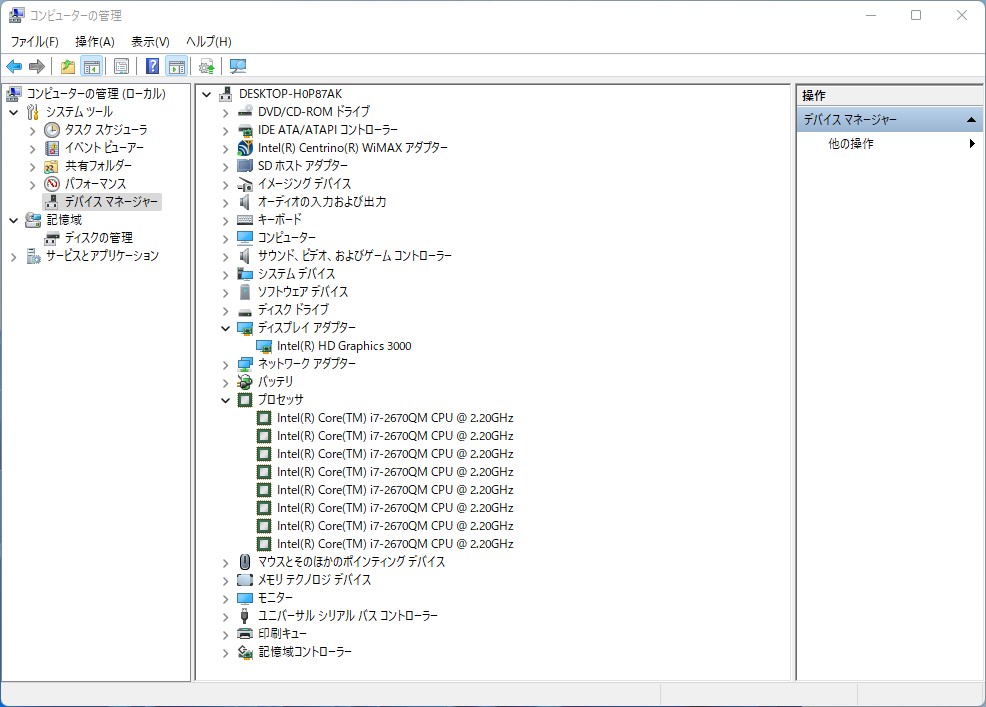 コンピューターの管理
ファイル(F) 操作(A) 表示(V) ヘルプ(H)
コンピューターの管理 (ローカル)
システム ツール
タスク スケジューラ
イベント ビューアー
共有フォルダー
パフォーマンス
デバイス マネージャー
記憶域
ディスクの管理
サービスとアプリケーション
DESKTOP-H0P87AK
DVD/CD-ROM ドライブ
IDE ATA/ATAPI コントローラー
Intel(R) Centrino(R) WiMAX アダプター
SD ホスト アダプター
イメージング デバイス
オーディオの入力および出力
キーボード
コンピューター
サウンド、ビデオ、およびゲーム コントローラー
システム デバイス
ソフトウェア デバイス
ディスク ドライブ
ディスプレイ アダプター
Intel(R) HD Graphics 3000
ネットワーク アダプター
バッテリ
プロセッサ
Intel(R) Core(TM) i7-2670QM CPU @ 2.20GHz
Intel(R) Core(TM) i7-2670QM CPU @ 2.20GHz
Intel(R) Core(TM) i7-2670QM CPU @ 2.20GHz
Intel(R) Core(TM) i7-2670QM CPU @ 2.20GHz
Intel(R) Core(TM) i7-2670QM CPU @ 2.20GHz
Intel(R) Core(TM) i7-2670QM CPU @ 2.20GHz
Intel(R) Core(TM) i7-2670QM CPU @ 2.20GHz
Intel(R) Core(TM) i7-2670QM CPU @ 2.20GHz
マウスとそのほかのポインティング デバイス
メモリ テクノロジ デバイス
モニター
ユニバーサル シリアル バス コントローラー
印刷キュー
記憶域コントローラー
操作
デバイス マネージャー
他の操作